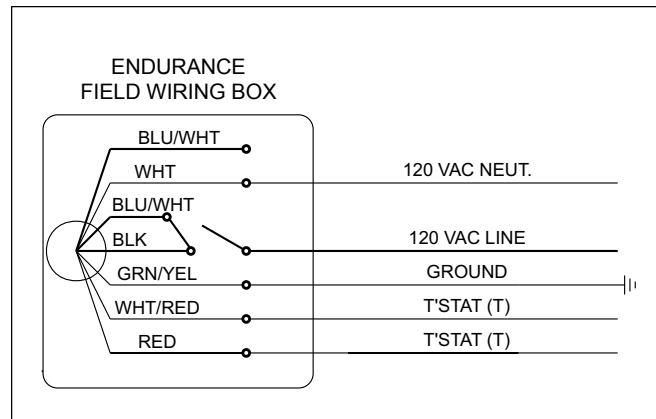 ENDURANCE
FIELD WIRING BOX
BLU/WHT
WHT 120 VAC NEUT.
BLU/WHT
BLK 120 VAC LINE
GRN/YEL GROUND
WHT/RED T'STAT (T)
RED T'STAT (T)